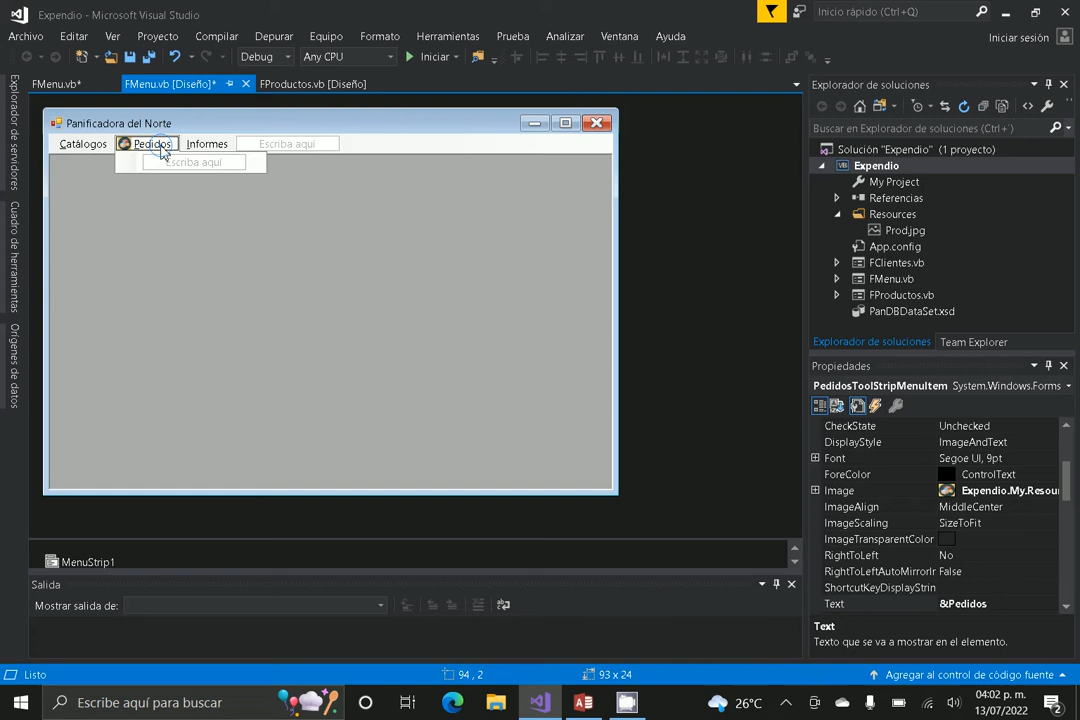 Expendio - Microsoft Visual Studio
Inicio rápido (Ctrl+Q)
Archivo Editar Ver Proyecto Compilar Depurar Equipo Formato Herramientas Prueba Analizar Ventana Ayuda
Iniciar sesión
Debug Any CPU Iniciar
FMenu.vb* FMenu.vb [Diseño]* FProductos.vb [Diseño]
Explorador de servidores
Cuadro de herramientas
Orígenes de datos
Panificadora del Norte
Catálogos Pedidos Informes Escriba aquí
Escriba aquí
MenuStrip1
Salida
Mostrar salida de:
Explorador de soluciones
Buscar en Explorador de soluciones (Ctrl+
Solución "Expendio" (1 proyecto)
VB Expendio
My Project
Referencias
Resources
Prod.jpg
App.config
FClientes.vb
FMenu.vb
FProductos.vb
PanDBDataSet.xsd
Explorador de soluciones Team Explorer
Propiedades
PedidosToolStripMenuItem System.Windows.Forms
CheckState Unchecked
DisplayStyle ImageAndText
Font Segoe UI, 9pt
ForeColor ControlText
Image Expendio.My.Resou
ImageAlign MiddleCenter
ImageScaling SizeToFit
ImageTransparentColor
RightToLeft No
RightToLeftAutoMirrorIr False
ShortcutKeyDisplayStrin
Text &Pedidos
Text
Texto que se va a mostrar en el elemento.
Listo 94 , 2 93 x 24 Agregar al control de código fuente
Escribe aquí para buscar
26°C
04:02 p. m.
13/07/2022
2